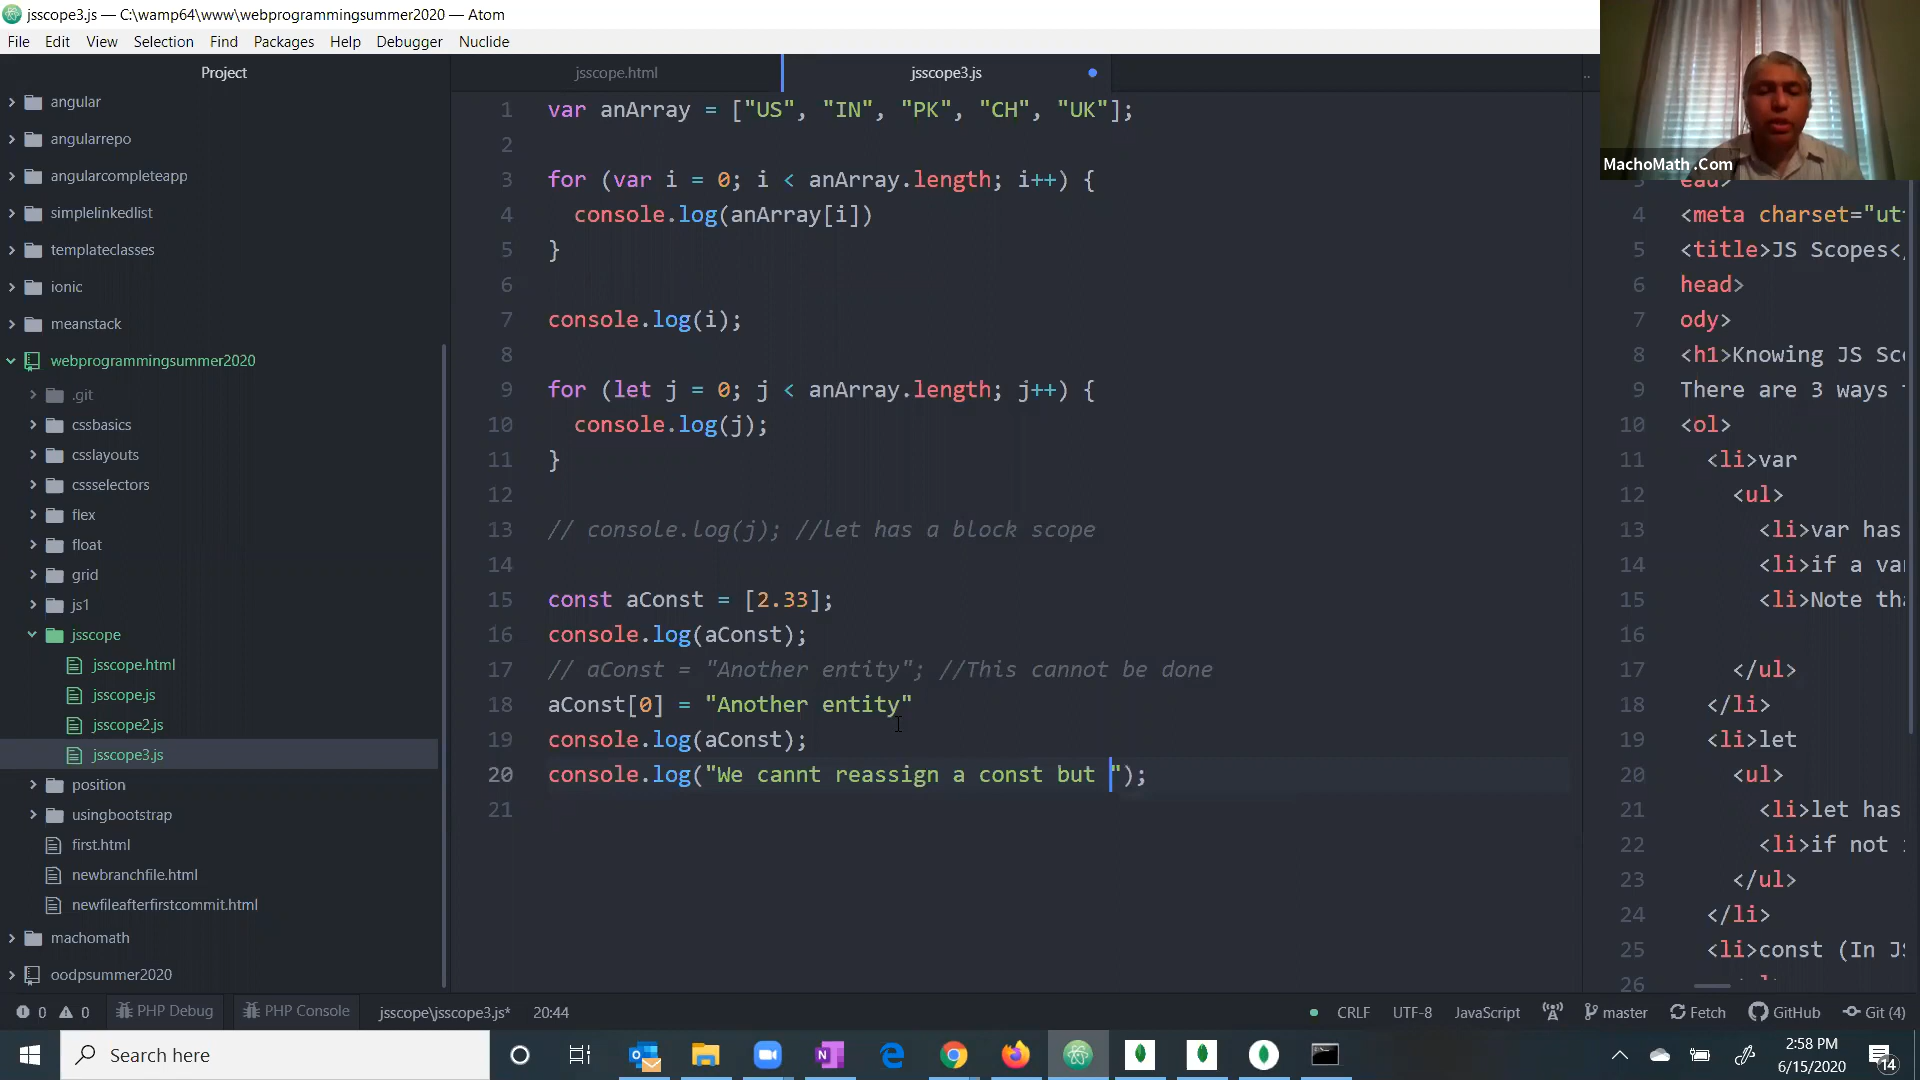 jsscope3.js — C:\wamp64\www\webprogrammingsummer2020 — Atom
File Edit View Selection Find Packages Help Debugger Nuclide
Project
angular
angularrepo
angularcompleteapp
simplelinkedlist
templateclasses
ionic
meanstack
webprogrammingsummer2020
.git
cssbasics
csslayouts
cssselectors
flex
float
grid
js1
jsscope
jsscope.html
jsscope.js
jsscope2.js
jsscope3.js
position
usingbootstrap
first.html
newbranchfile.html
newfileafterfirstcommit.html
machomath
oodpsummer2020
jsscope.html jsscope3.js
1 var anArray = ["US", "IN", "PK", "CH", "UK"];
2
3 for (var i = 0; i < anArray.length; i++) {
4 console.log(anArray[i])
5 }
6
7 console.log(i);
8
9 for (let j = 0; j < anArray.length; j++) {
10 console.log(j);
11 }
12
13 // console.log(j); //let has a block scope
14
15 const aConst = [2.33];
16 console.log(aConst);
17 // aConst = "Another entity"; //This cannot be done
18 aConst[0] = "Another entity"
19 console.log(aConst);
20 console.log("We cannt reassign a const but ");
21
MachoMath .Com
ead>
4 <meta charset="ut
5 <title>JS Scopes<
6 head>
7 ody>
8 <h1>Knowing JS Sc
9 There are 3 ways
10 <ol>
11 <li>var
12 <ul>
13 <li>var has
14 <li>if a va
15 <li>Note th
16
17 </ul>
18 </li>
19 <li>let
20 <ul>
21 <li>let has
22 <li>if not
23 </ul>
24 </li>
25 <li>const (In J
26
0 0 PHP Debug PHP Console jsscope\jsscope3.js* 20:44
CRLF UTF-8 JavaScript master Fetch GitHub Git (4)
Search here
2:58 PM
6/15/2020
14